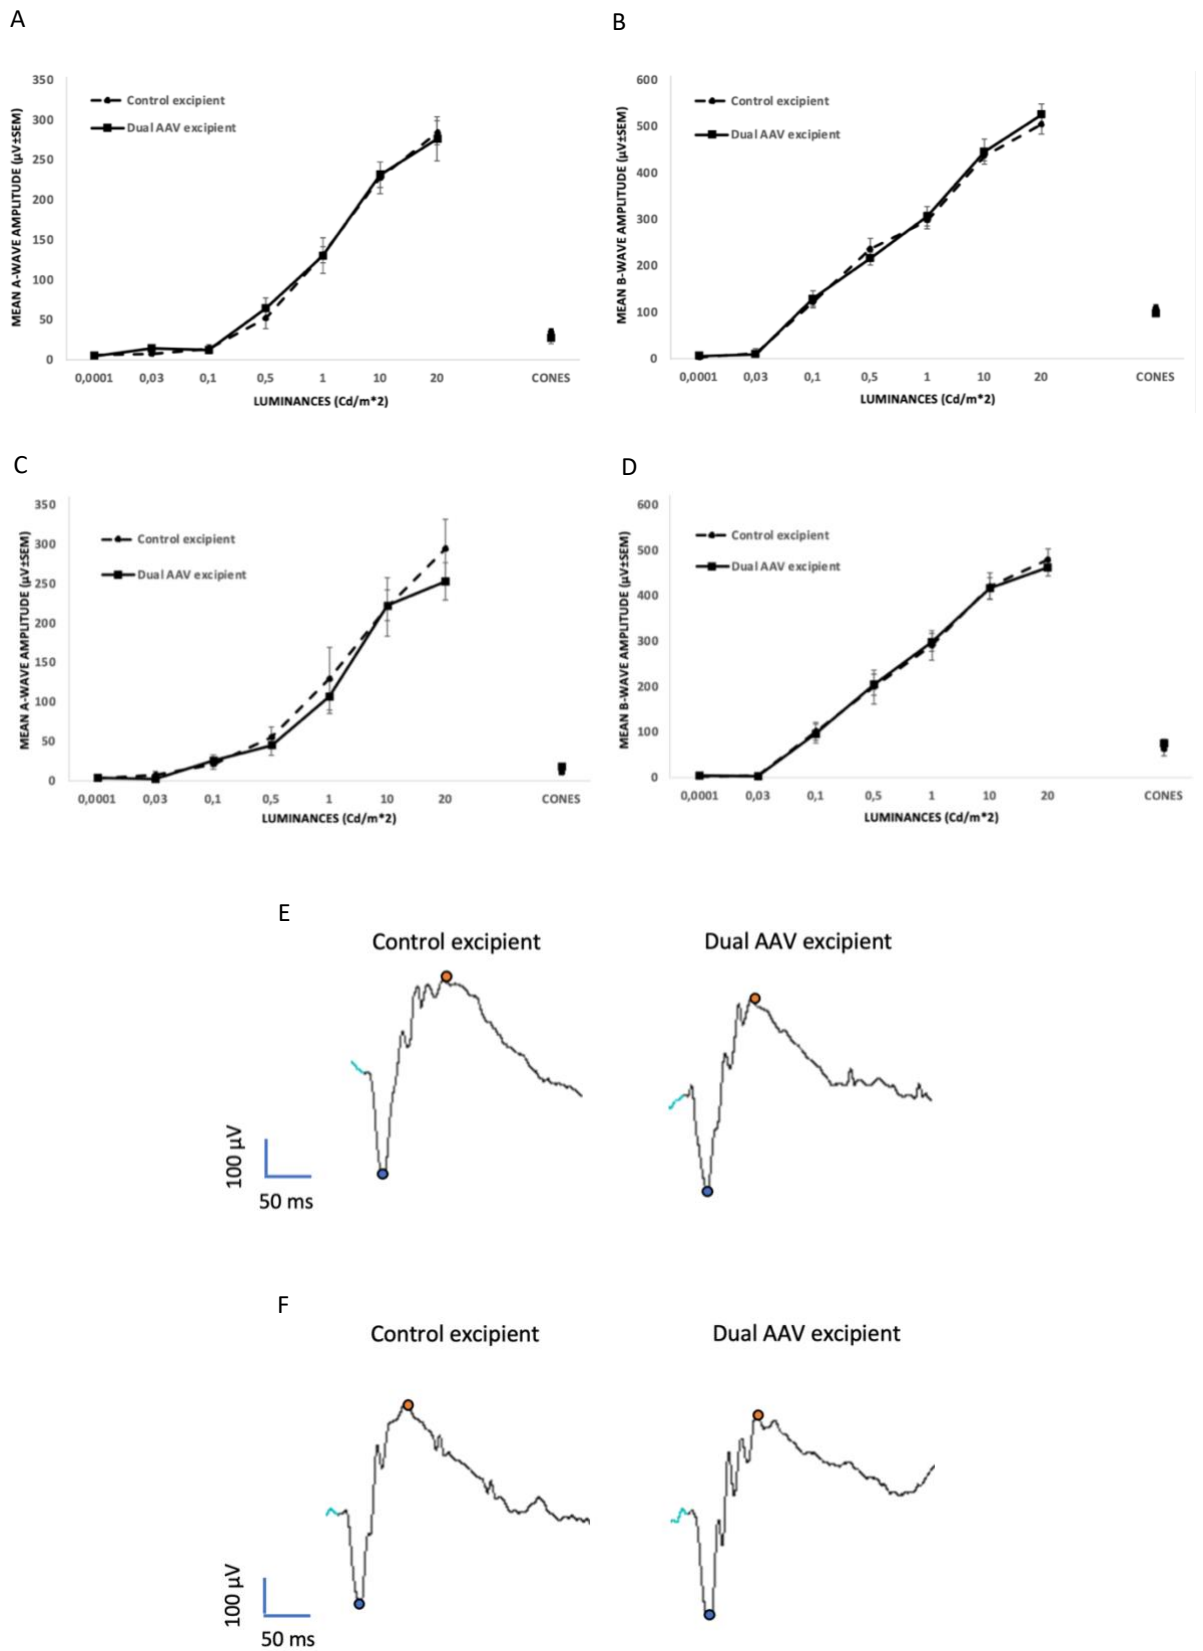 A
B
350
300
250
200
150
100
50
0
MEAN A-WAVE AMPLITUDE (µV±SEM)
Control excipient
Dual AAV excipient
0,0001 0,03 0,1 0,5 1 10 20 CONES
LUMINANCES (Cd/m*2)
600
500
400
300
200
100
0
MEAN B-WAVE AMPLITUDE (µV±SEM)
Control excipient
Dual AAV excipient
0,0001 0,03 0,1 0,5 1 10 20 CONES
LUMINANCES (Cd/m*2)
C
D
350
300
250
200
150
100
50
0
MEAN A-WAVE AMPLITUDE (µV±SEM)
Control excipient
Dual AAV excipient
0,0001 0,03 0,1 0,5 1 10 20 CONES
LUMINANCES (Cd/m*2)
600
500
400
300
200
100
0
MEAN B-WAVE AMPLITUDE (µV±SEM)
Control excipient
Dual AAV excipient
0,0001 0,03 0,1 0,5 1 10 20 CONES
LUMINANCES (Cd/m*2)
E
Control excipient
Dual AAV excipient
100 µV
50 ms
F
Control excipient
Dual AAV excipient
100 µV
50 ms